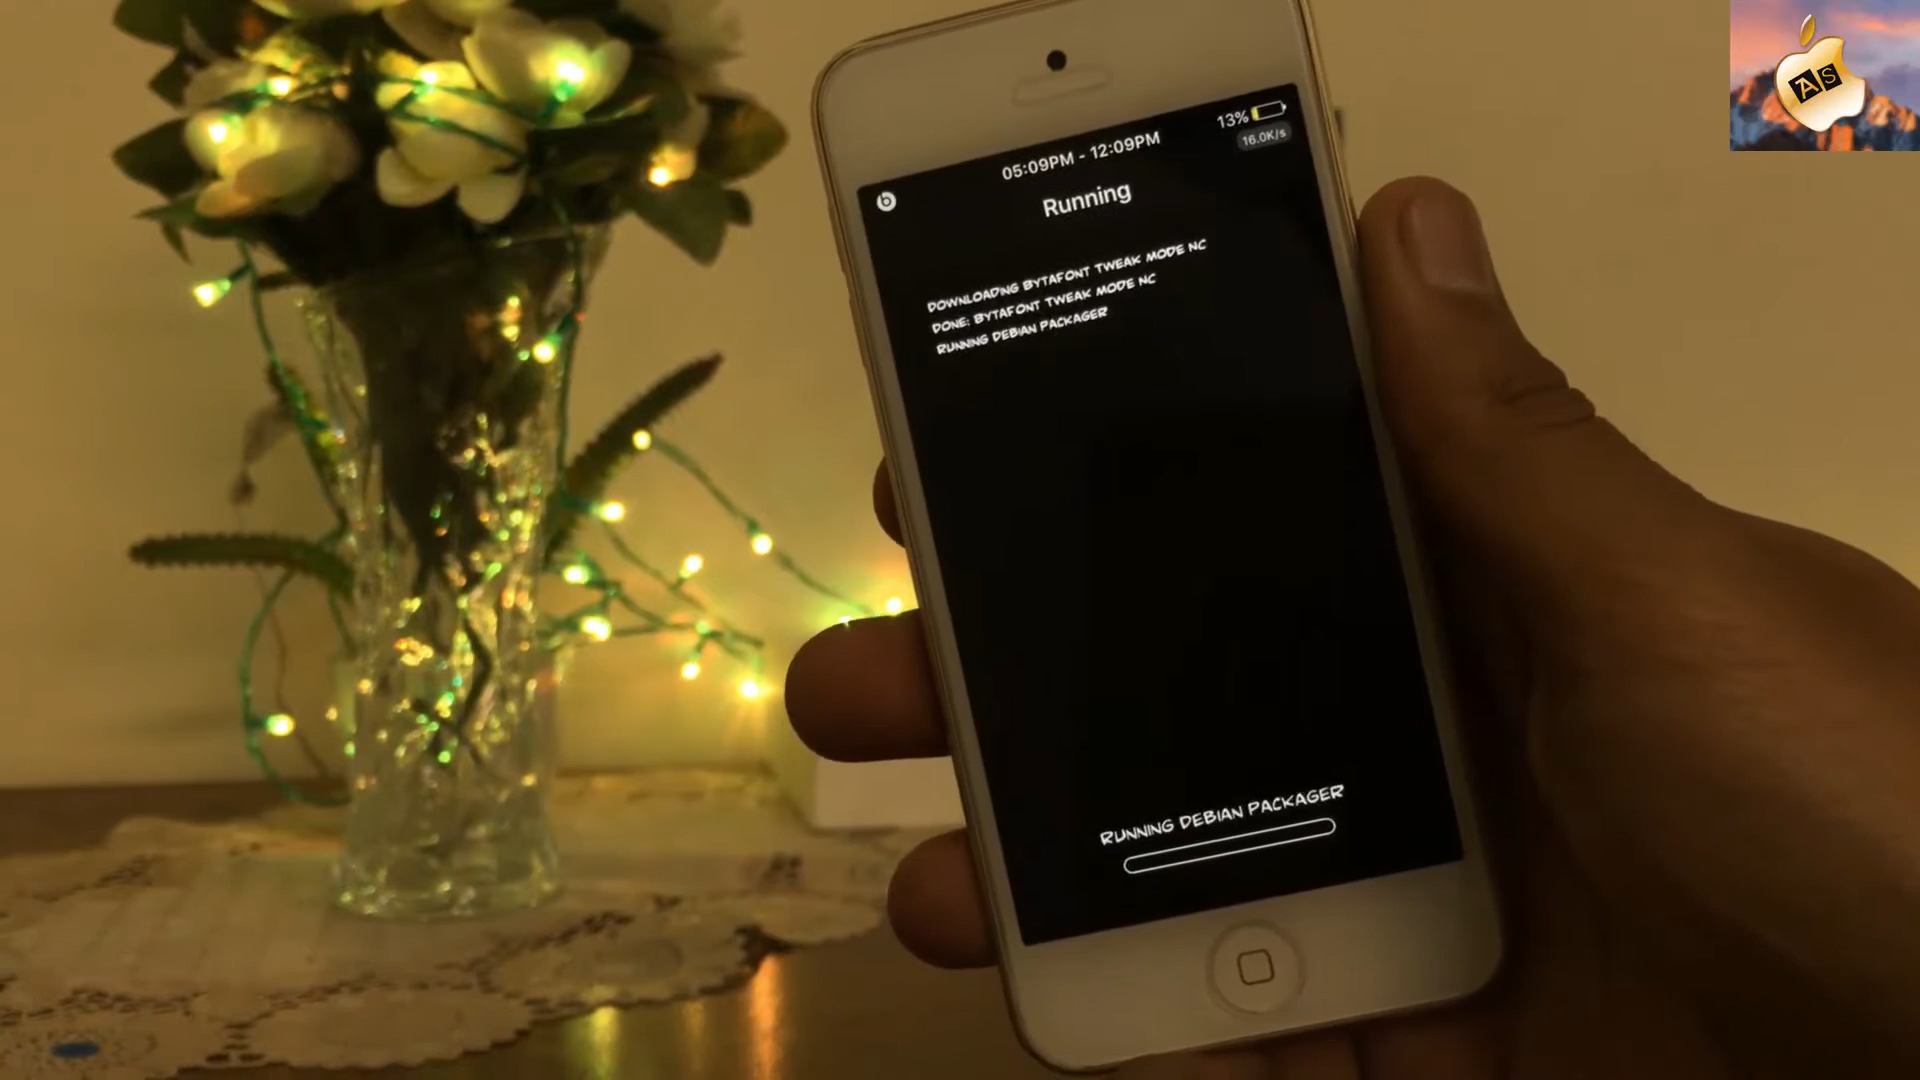 AS
13%
05:09PM - 12:09PM
16.0K/s
Running
DOWNLOADING BYTAFONT TWEAK MODE NC
DONE: BYTAFONT TWEAK MODE NC
RUNNING DEBIAN PACKAGER
RUNNING DEBIAN PACKAGER